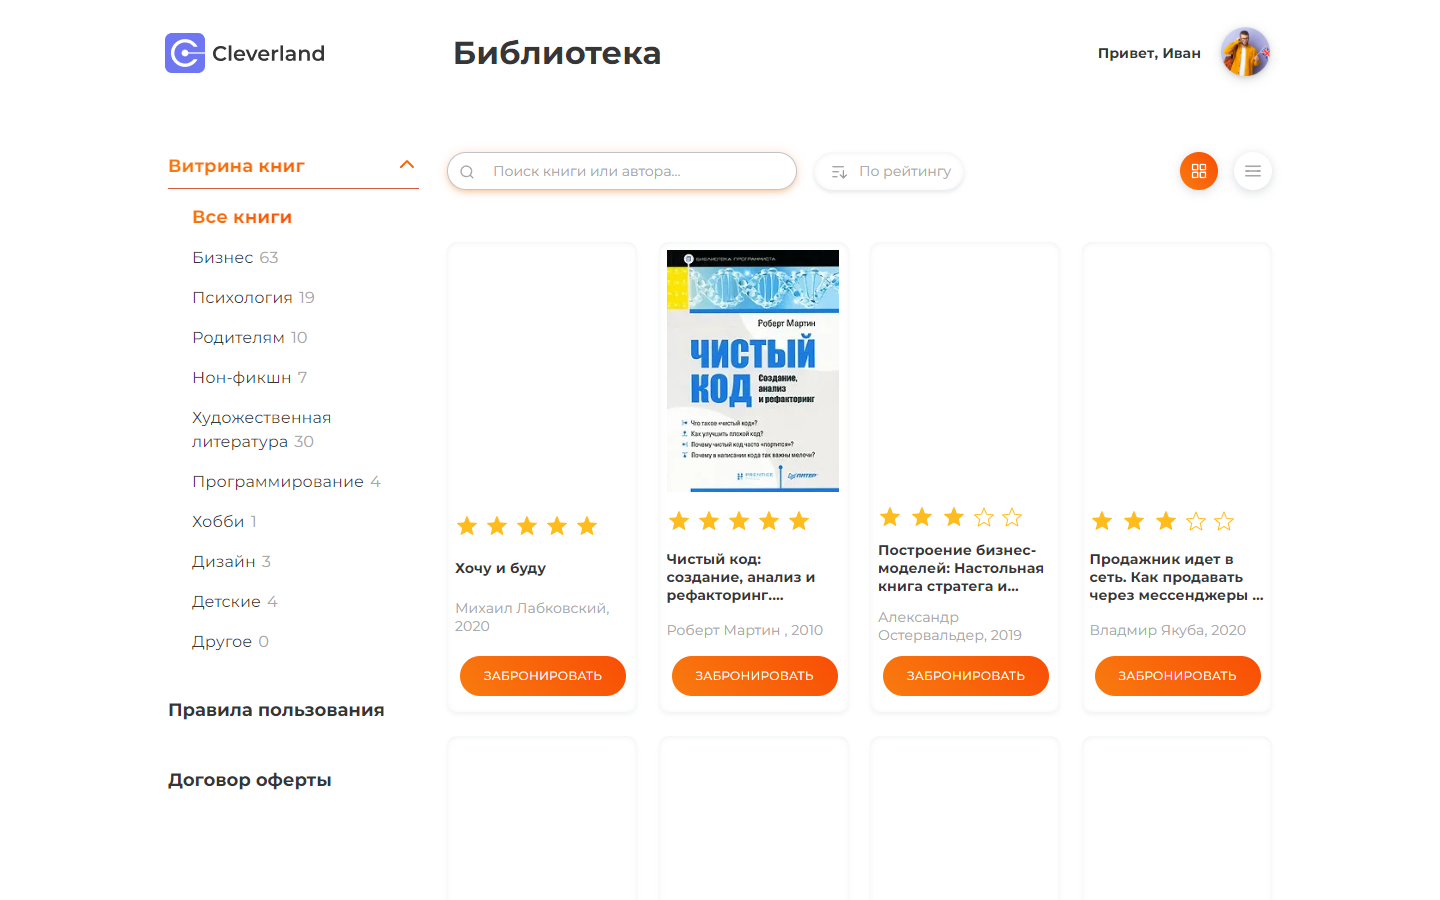 Cleverland
Библиотека
Привет, Иван
Витрина книг
Поиск книги или автора...
По рейтингу
Все книги
Бизнес 63
Психология 19
Родителям 10
Нон-фикшн 7
Художественная
литература 30
Программирование 4
Хобби 1
Дизайн 3
Детские 4
Другое 0
Правила пользования
Договор оферты
Хочу и буду
Михаил Лабковский,
2020
ЗАБРОНИРОВАТЬ
БИБЛИОТЕКА ПРОГРАММИСТА
Роберт Мартин
ЧИСТЫЙ
КОД
Создание,
анализ
и рефакторинг
Что такое «чистый код»?
Как улучшить плохой код?
Почему чистый код часто «портится»?
Почему в написании кода так важны мелочи?
ПИТЕР
Чистый код:
создание, анализ и
рефакторинг....
Роберт Мартин , 2010
ЗАБРОНИРОВАТЬ
Построение бизнес-
моделей: Настольная
книга стратега и...
Александр
Остервальдер, 2019
ЗАБРОНИРОВАТЬ
Продажник идет в
сеть. Как продавать
через мессенджеры ...
Владмир Якуба, 2020
ЗАБРОНИРОВАТЬ